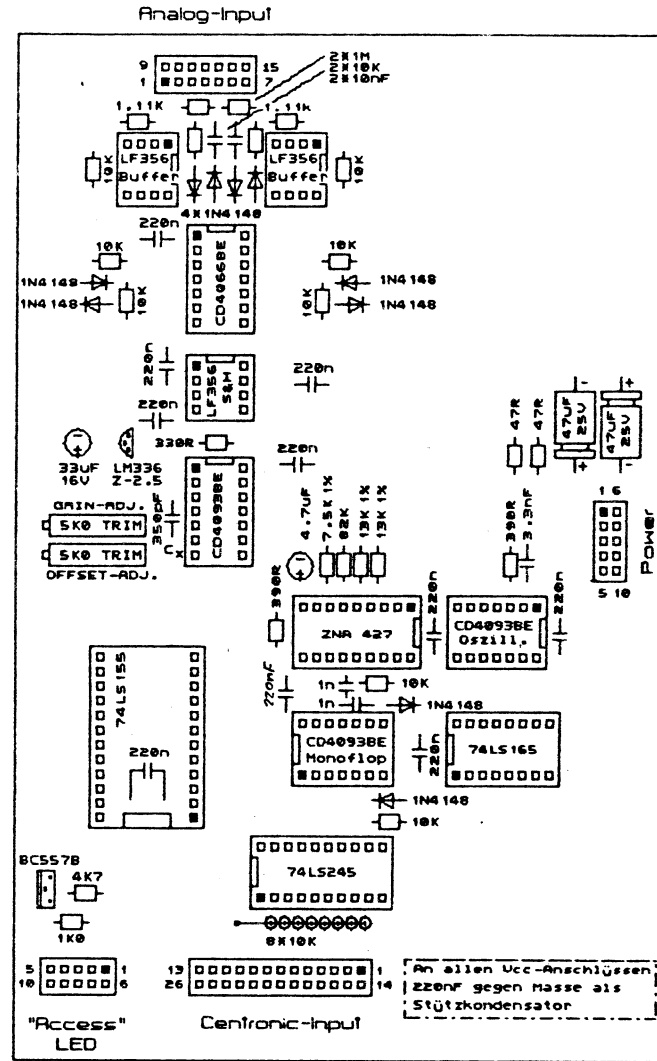 Analog-Input
9 15
1 7
2X1M
2X10K
2X10nF
1.11K 1.11K
LF356
Buffer
LF356
Buffer
10K 10K
4X1N4148
220n
CD4066BE
10K 10K
1N4148 1N4148
1N4148 1N4148
10K 10K
220n
LF356
S&H
220n
220n
330R
220n
33uF
16V
LM336
Z-2.5
GAIN-ADJ.
5K0 TRIM
5K0 TRIM
OFFSET-ADJ.
350pF
Cx
CD4093BE
4.7uF
7.5K 1%
82K
13K 1%
13K 1%
47R
47R
- +
47uF
25V
47uF
25V
+ -
390R
3.3nF
1 6
5 10
Power
390R
ZNA 427
220n
CD4093BE
Oszill.
220n
74LS155
220n
220nF
1n
10K
1n
1N4148
CD4093BE
Monoflop
220n
74LS165
1N4148
10K
BC557B
4K7
1K0
74LS245
8X10K
5 1
10 6
"Access"
LED
13 1
26 14
Centronic-Input
An allen Vcc-Anschlüssen
220nF gegen Masse als
Stützkondensator